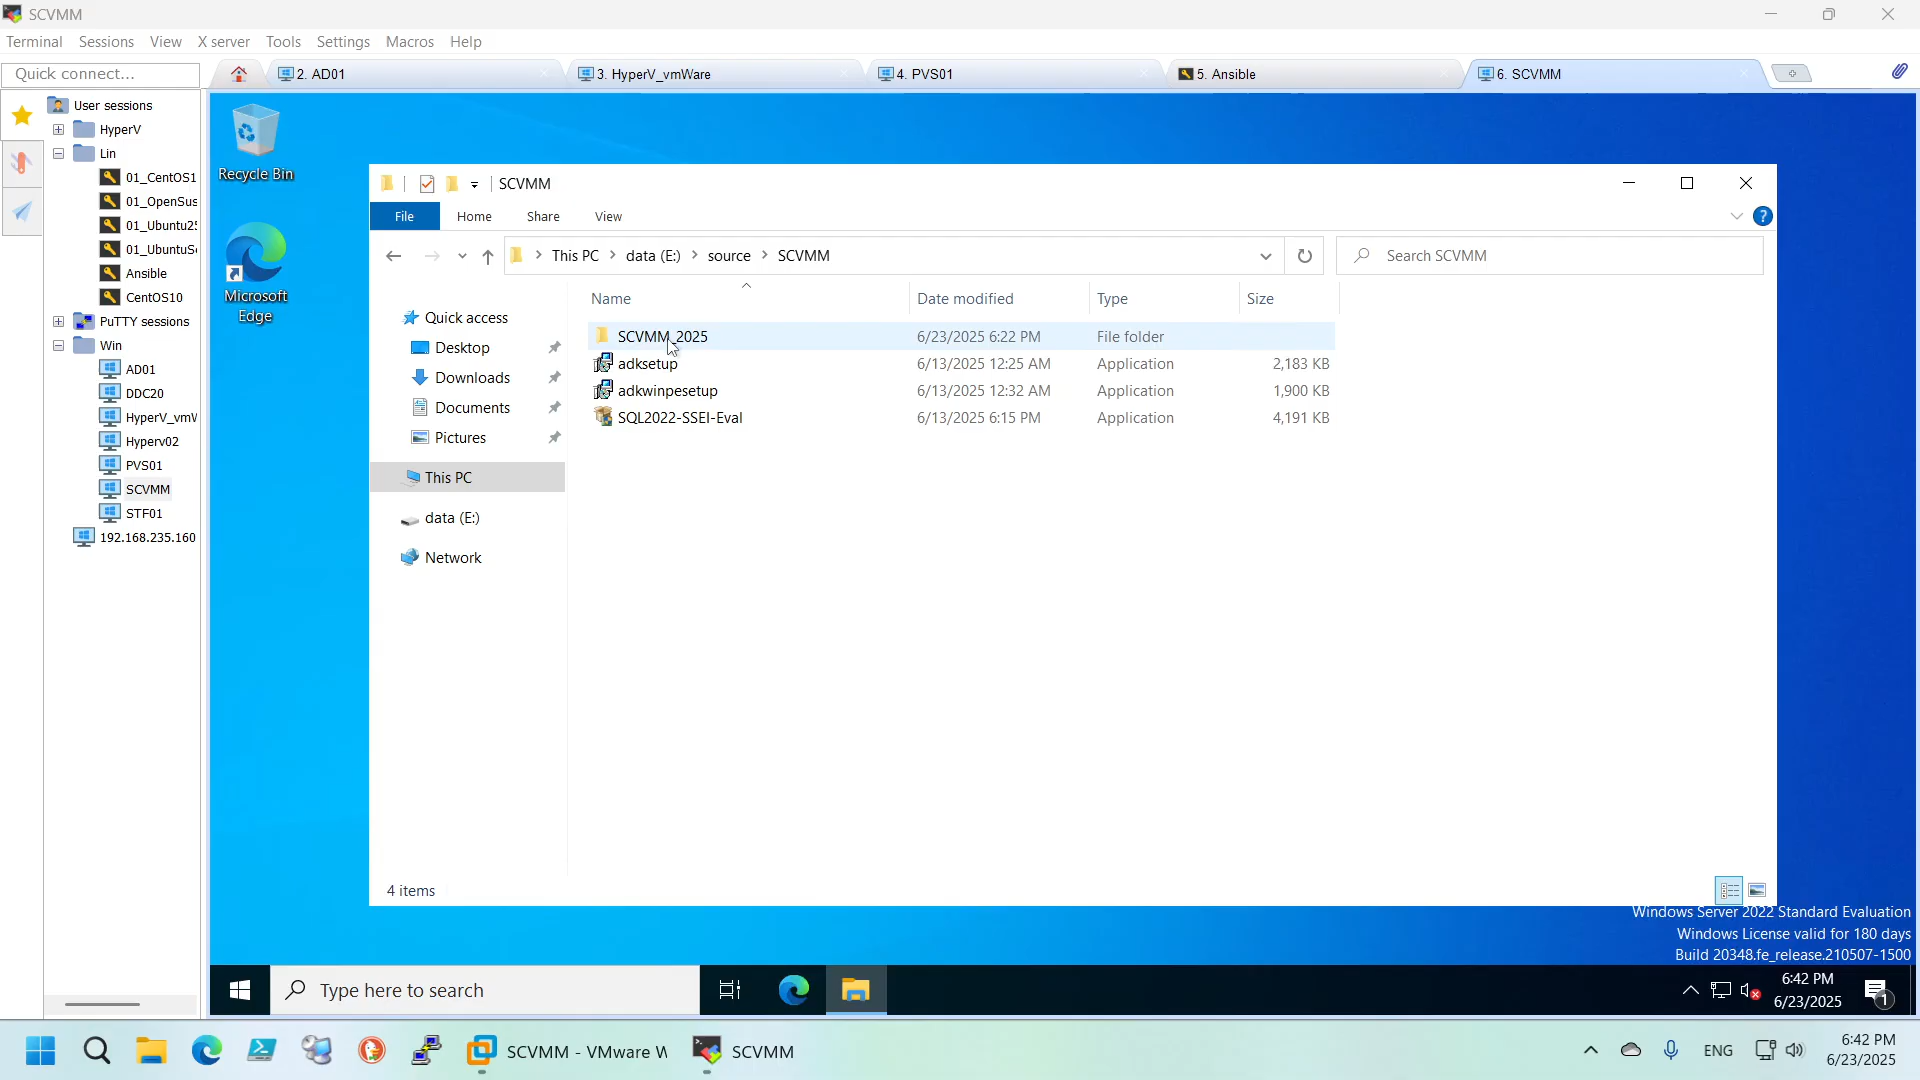 SCVMM
Terminal Sessions View X server Tools Settings Macros Help
Quick connect...
2. AD01
3. HyperV_vmWare
4. PVS01
5. Ansible
6. SCVMM
User sessions
HyperV
Lin
01_CentOS1
01_OpenSus
01_Ubuntu25
01_UbuntuSe
Ansible
CentOS10
PuTTY sessions
Win
AD01
DDC20
HyperV_vmW
Hyperv02
PVS01
SCVMM
STF01
192.168.235.160
Recycle Bin
Microsoft
Edge
SCVMM
File Home Share View
This PC data (E:) source SCVMM
Search SCVMM
Quick access
Desktop
Downloads
Documents
Pictures
This PC
data (E:)
Network
Name Date modified Type Size
SCVMM_2025 6/23/2025 6:22 PM File folder
adksetup 6/13/2025 12:25 AM Application 2,183 KB
adkwinpesetup 6/13/2025 12:32 AM Application 1,900 KB
SQL2022-SSEI-Eval 6/13/2025 6:15 PM Application 4,191 KB
4 items
Windows Server 2022 Standard Evaluation
Windows License valid for 180 days
Build 20348.fe_release.210507-1500
Type here to search
6:42 PM
6/23/2025
1
SCVMM - VMware W
SCVMM
ENG
6:42 PM
6/23/2025